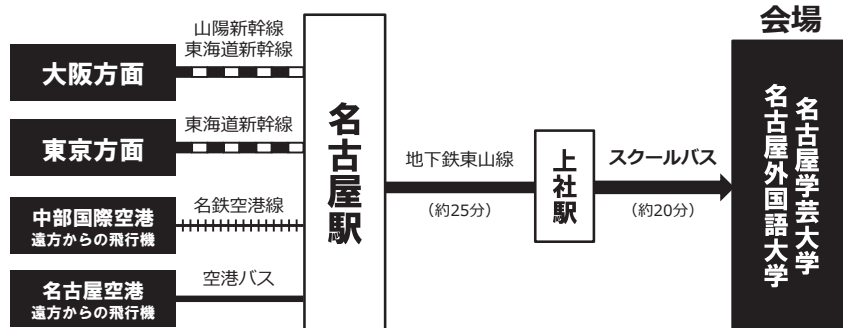 会場
山陽新幹線
東海道新幹線
大阪方面
東海道新幹線
東京方面
名鉄空港線
中部国際空港
遠方からの飛行機
空港バス
名古屋空港
遠方からの飛行機
名古屋駅
地下鉄東山線
（約25分）
上社駅
スクールバス
（約20分）
名古屋学芸大学
名古屋外国語大学